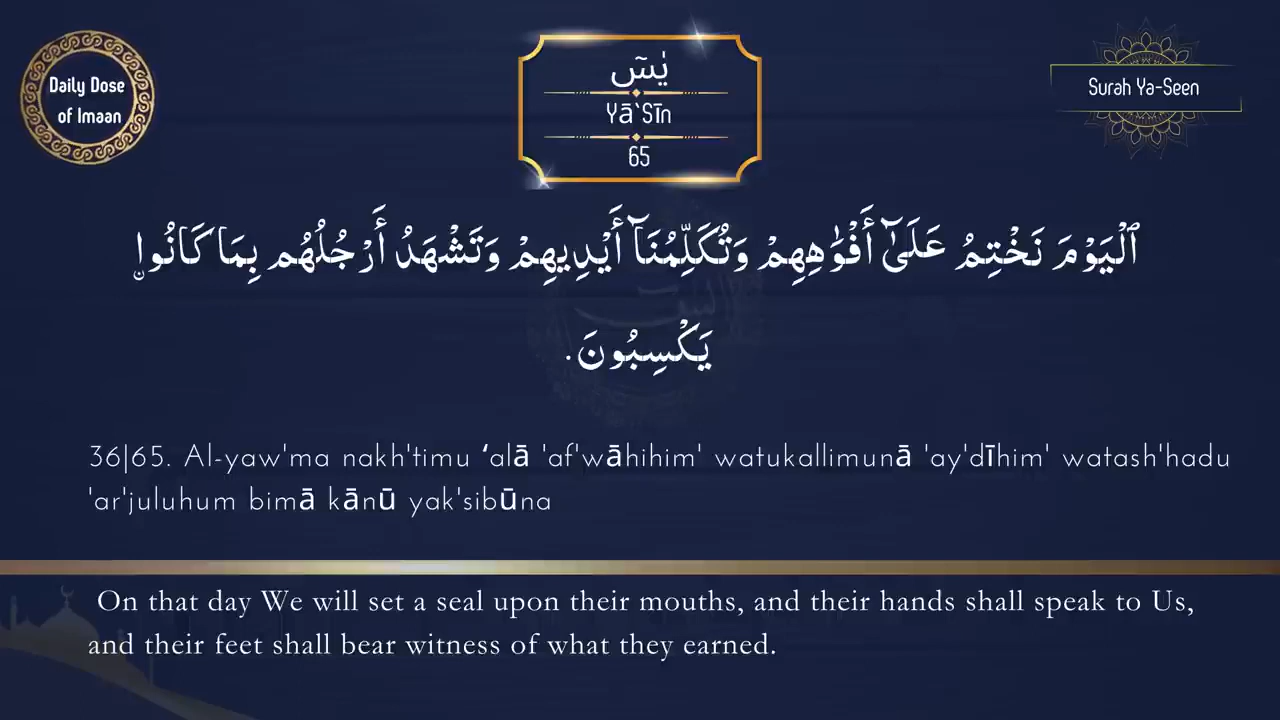 Daily Dose
of Imaan
يٰسٓ
Yā`Sīn
65
Surah Ya-Seen
ٱلْيَوْمَ نَخْتِمُ عَلَىٰٓ أَفْوَٰهِهِمْ وَتُكَلِّمُنَآ أَيْدِيهِمْ وَتَشْهَدُ أَرْجُلُهُم بِمَا كَانُوا۟
يَكْسِبُونَ.
36|65. Al-yaw'ma nakh'timu ‘alā 'af'wāhihim' watukallimunā 'ay'dīhim' watash'hadu
'ar'juluhum bimā kānū yak'sibūna
On that day We will set a seal upon their mouths, and their hands shall speak to Us,
and their feet shall bear witness of what they earned.